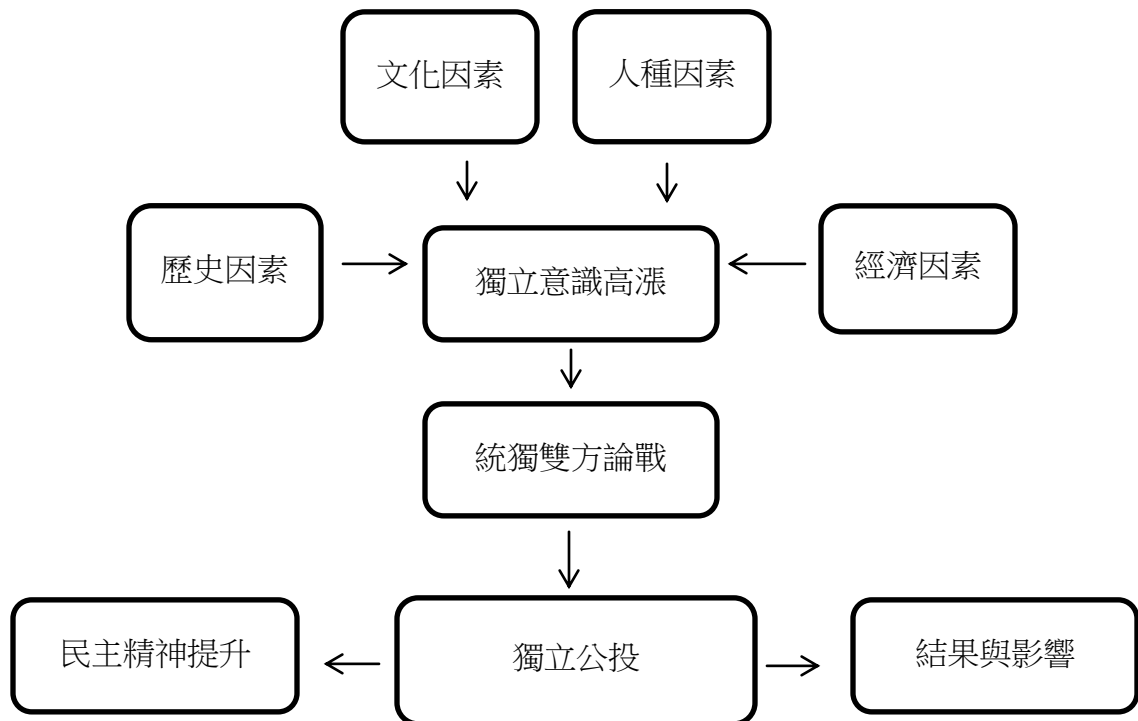 文化因素
人種因素
歷史因素
獨立意識高漲
經濟因素
統獨雙方論戰
民主精神提升
獨立公投
結果與影響